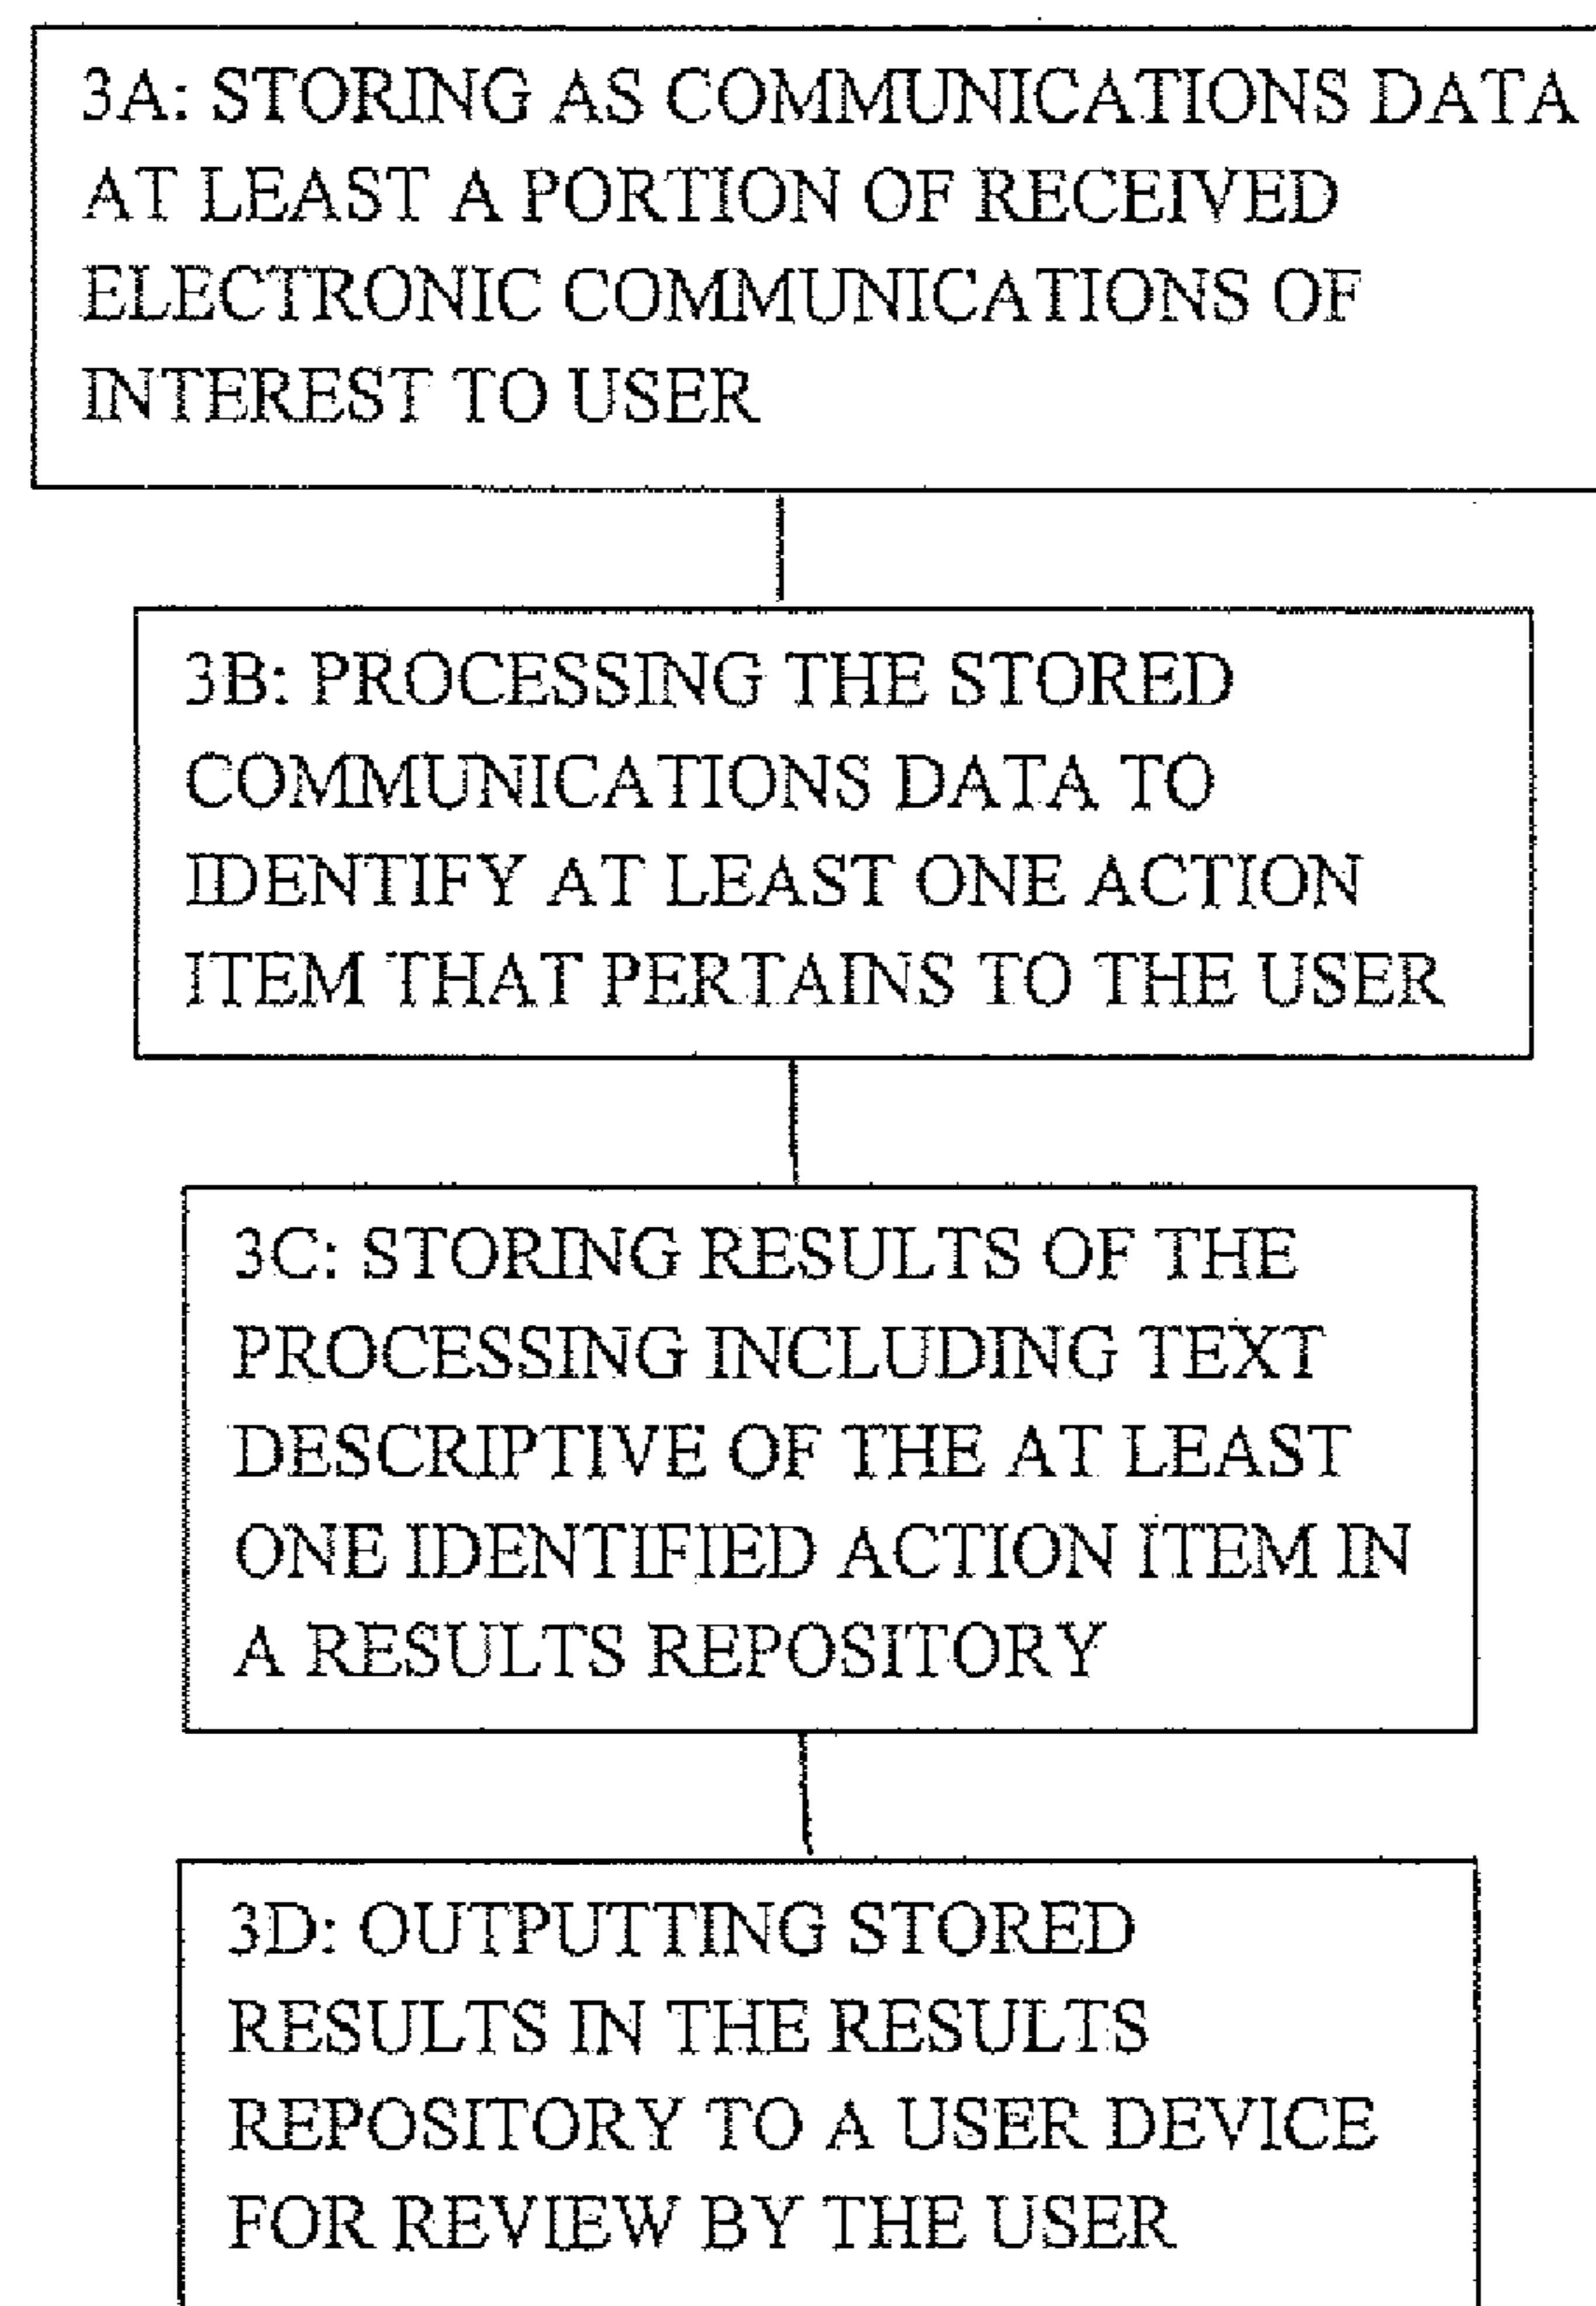 3A: STORING AS COMMUNICATIONS DATA
AT LEAST A PORTION OF RECEIVED
ELECTRONIC COMMUNICATIONS OF
INTEREST TO USER
3B: PROCESSING THE STORED
COMMUNICATIONS DATA TO
IDENTIFY AT LEAST ONE ACTION
ITEM THAT PERTAINS TO THE USER
3C: STORING RESULTS OF THE
PROCESSING INCLUDING TEXT
DESCRIPTIVE OF THE AT LEAST
ONE IDENTIFIED ACTION ITEM IN
A RESULTS REPOSITORY
3D: OUTPUTTING STORED
RESULTS IN THE RESULTS
REPOSITORY TO A USER DEVICE
FOR REVIEW BY THE USER